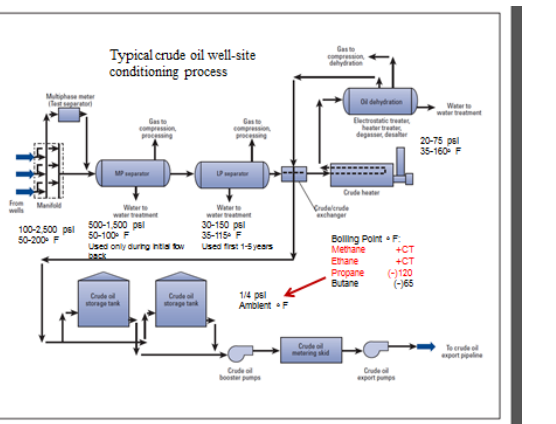 Typical crude oil well-site
conditioning process
Gas to
compression,
dehydration
Multiphase meter
(Test separator)
Gas to
compression,
processing
Gas to
compression,
processing
Oil dehydration
Water to
water treatment
Electrostatic treater,
heater treater,
degasser, desalter
20-75 psi
35-160° F
MP separator
LP separator
Crude heater
From
wells
Manifold
Water to
water treatment
Water to
water treatment
Crude/crude
exchanger
100-2,500 psi
50-200° F
500-1,500 psi
50-100° F
Used only during initial flow
back
30-150 psi
35-115° F
Used first 1-5 years
Boiling Point ° F:
Methane +CT
Ethane +CT
Propane (-)120
Butane (-)65
Crude oil
storage tank
Crude oil
storage tank
1/4 psi
Ambient ° F
Crude oil
booster pumps
Crude oil
metering skid
Crude oil
export pumps
To crude oil
export pipeline